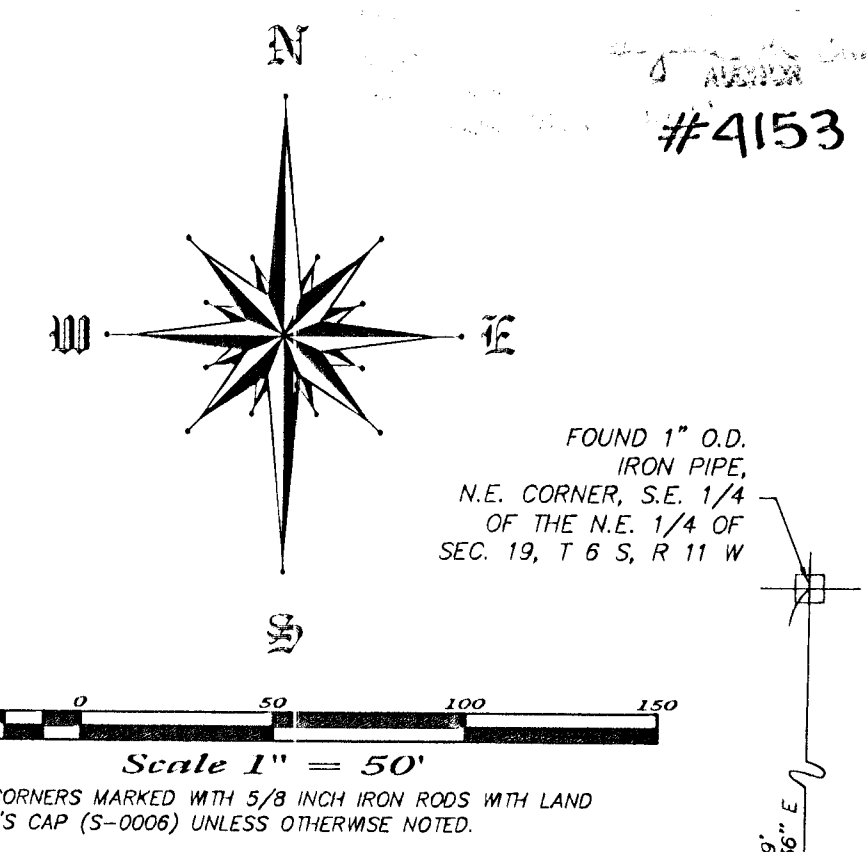 N
#4153
W
E
FOUND 1" O.D.
IRON PIPE,
N.E. CORNER, S.E. 1/4
OF THE N.E. 1/4 OF
SEC. 19, T 6 S, R 11 W
S
0 50 100 150
Scale 1" = 50'
CORNERS MARKED WITH 5/8 INCH IRON RODS WITH LAND
'S CAP (S-0006) UNLESS OTHERWISE NOTED.
9'
56" E